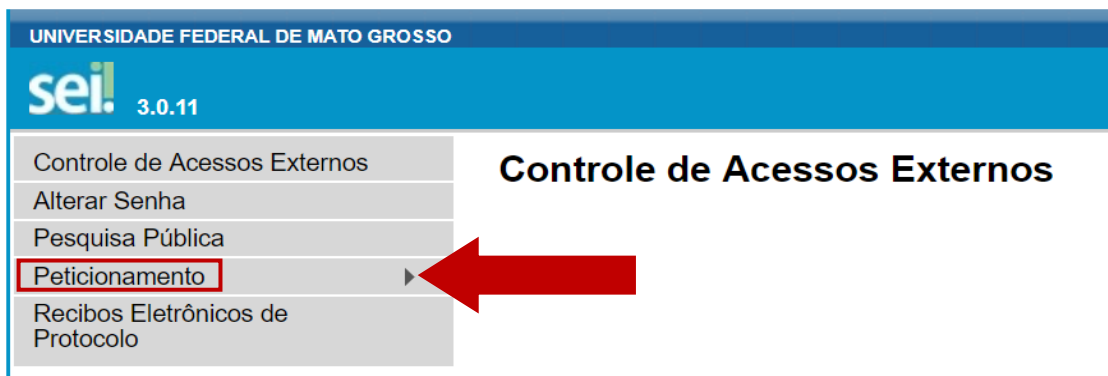 UNIVERSIDADE FEDERAL DE MATO GROSSO
sei! 3.0.11
Controle de Acessos Externos
Alterar Senha
Pesquisa Pública
Peticionamento
Recibos Eletrônicos de
Protocolo
Controle de Acessos Externos